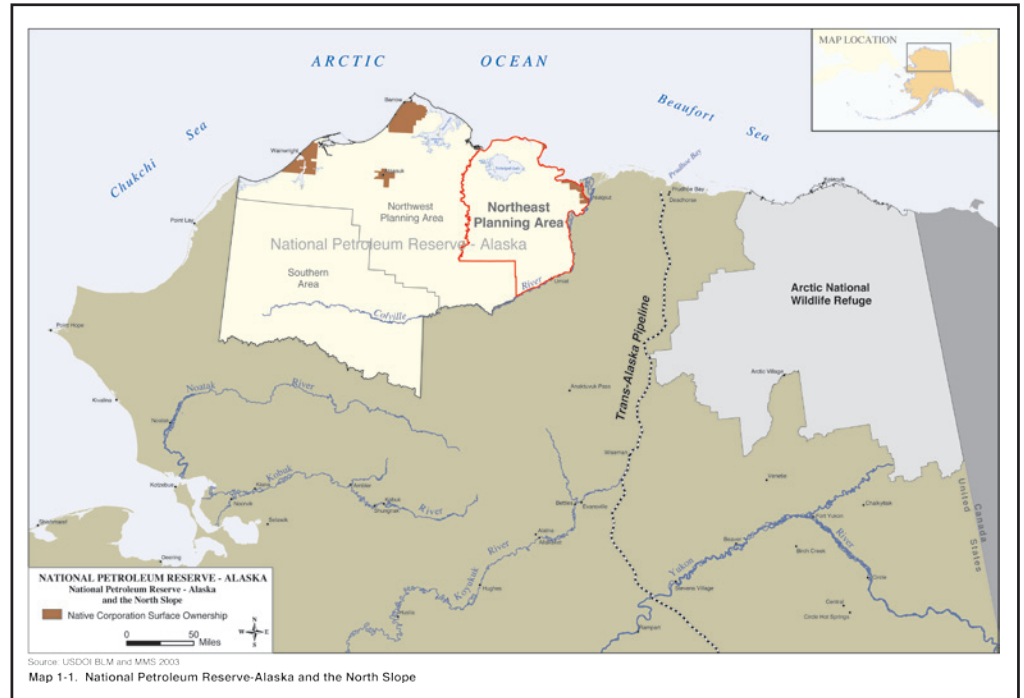 ARCTIC OCEAN
MAP LOCATION
Beaufort Sea
Chukchi Sea
Barrow
Wainwright
Prudhoe Bay
Kaktovik
Prudhoe Bay -
Deadhorse
Nuiqsut
Northwest
Planning Area
Northeast
Planning Area
Point Lay
National Petroleum Reserve - Alaska
Southern
Area
River
Umiat
Colville
Arctic National
Wildlife Refuge
Trans-Alaska Pipeline
Point Hope
Arctic Village
Anaktuvuk Pass
Noatak River
Kivalina
Noatak
Wiseman
Kotzebue
Kobuk
Kiana
Noorvik
Ambler
Kobuk
Shungnak
River
Selawik
Bettles
Evansville
Venetie
Chalkyitsik
Fort Yukon
United States
Canada
Shishmaref
Deering
Alatna
Allakaket
Beaver
Birch Creek
River
Yukon
Koyukuk River
Hughes
Huslia
Stevens Village
Circle
Central
Circle Hot Springs
Rampart
NATIONAL PETROLEUM RESERVE - ALASKA
National Petroleum Reserve - Alaska
and the North Slope
Native Corporation Surface Ownership
N
W E
S
0 50
Miles
Source: USDOI BLM and MMS 2003
Map 1-1. National Petroleum Reserve-Alaska and the North Slope